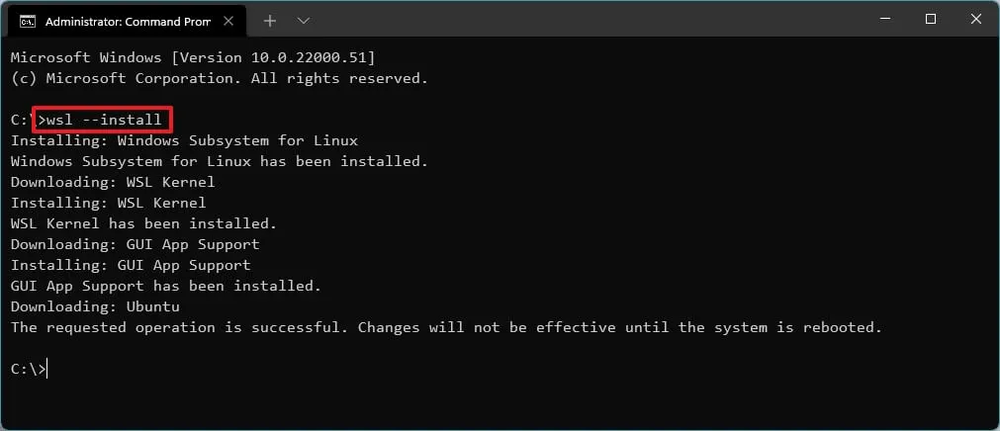 Administrator: Command Prom
Microsoft Windows [Version 10.0.22000.51]
(c) Microsoft Corporation. All rights reserved.
C:\>wsl --install
Installing: Windows Subsystem for Linux
Windows Subsystem for Linux has been installed.
Downloading: WSL Kernel
Installing: WSL Kernel
WSL Kernel has been installed.
Downloading: GUI App Support
Installing: GUI App Support
GUI App Support has been installed.
Downloading: Ubuntu
The requested operation is successful. Changes will not be effective until the system is rebooted.
C:\>